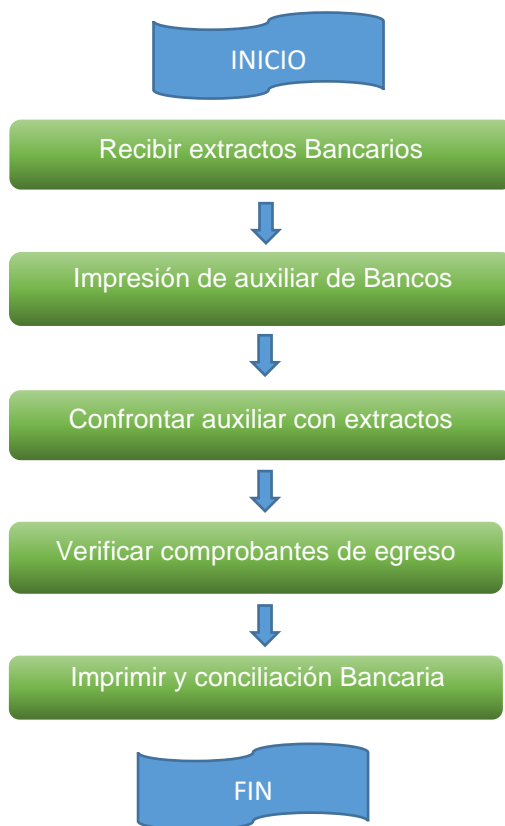 INICIO
Recibir extractos Bancarios
Impresión de auxiliar de Bancos
Confrontar auxiliar con extractos
Verificar comprobantes de egreso
Imprimir y conciliación Bancaria
FIN